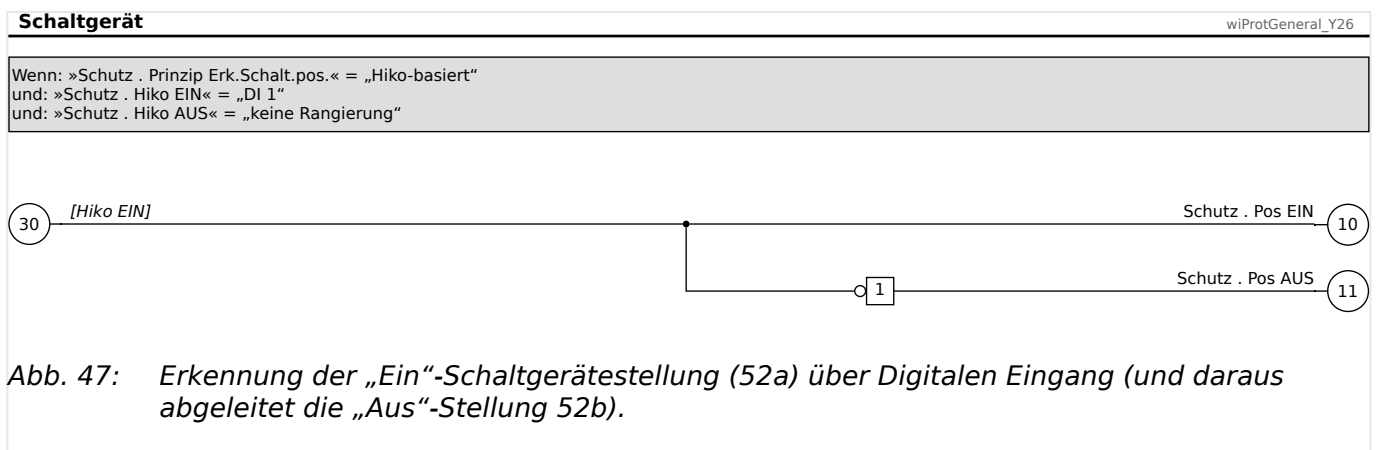 Schaltgerät
wiProtGeneral_Y26
Wenn: »Schutz . Prinzip Erk.Schalt.pos.« = „Hiko-basiert“
und: »Schutz . Hiko EIN« = „DI 1“
und: »Schutz . Hiko AUS« = „keine Rangierung“
30
[Hiko EIN]
Schutz . Pos EIN
10
1
Schutz . Pos AUS
11
Abb. 47: Erkennung der „Ein“-Schaltgerätestellung (52a) über Digitalen Eingang (und daraus
abgeleitet die „Aus“-Stellung 52b).